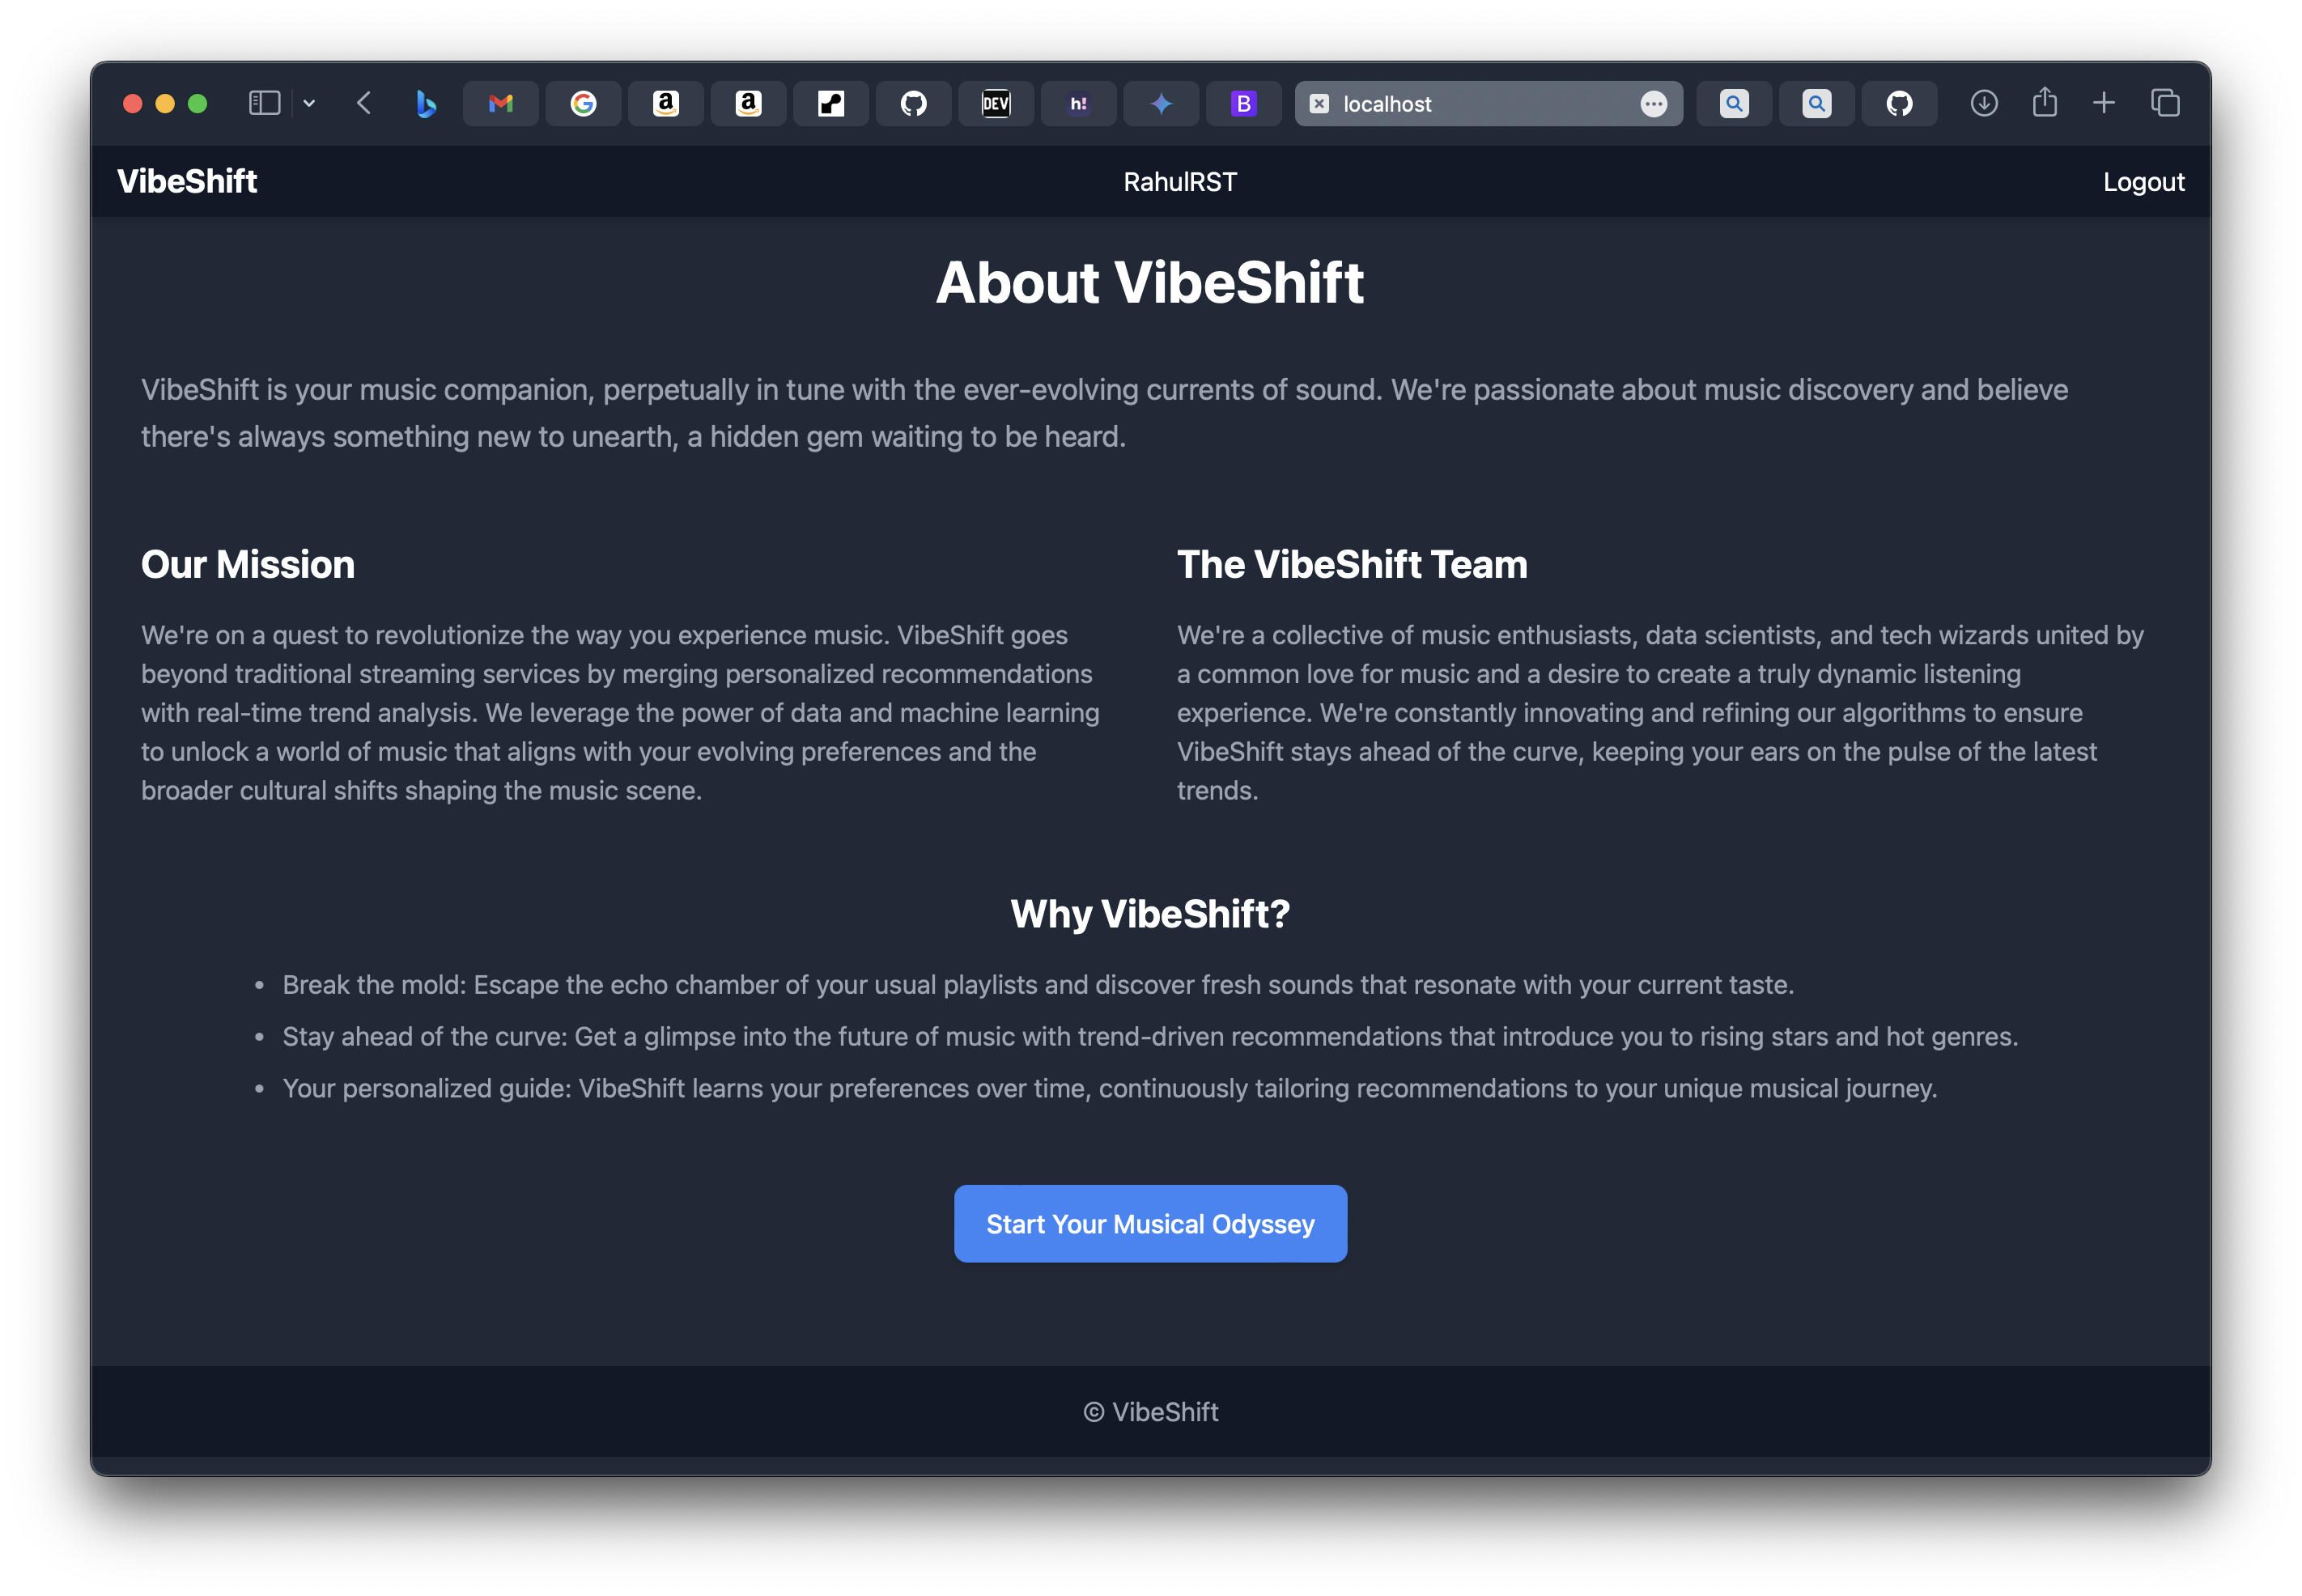 DEV
h!
B
localhost
VibeShift
RahulRST
Logout
About VibeShift
VibeShift is your music companion, perpetually in tune with the ever-evolving currents of sound. We're passionate about music discovery and believe
there's always something new to unearth, a hidden gem waiting to be heard.
Our Mission
We're on a quest to revolutionize the way you experience music. VibeShift goes
beyond traditional streaming services by merging personalized recommendations
with real-time trend analysis. We leverage the power of data and machine learning
to unlock a world of music that aligns with your evolving preferences and the
broader cultural shifts shaping the music scene.
The VibeShift Team
We're a collective of music enthusiasts, data scientists, and tech wizards united by
a common love for music and a desire to create a truly dynamic listening
experience. We're constantly innovating and refining our algorithms to ensure
VibeShift stays ahead of the curve, keeping your ears on the pulse of the latest
trends.
Why VibeShift?
• Break the mold: Escape the echo chamber of your usual playlists and discover fresh sounds that resonate with your current taste.
• Stay ahead of the curve: Get a glimpse into the future of music with trend-driven recommendations that introduce you to rising stars and hot genres.
• Your personalized guide: VibeShift learns your preferences over time, continuously tailoring recommendations to your unique musical journey.
Start Your Musical Odyssey
© VibeShift